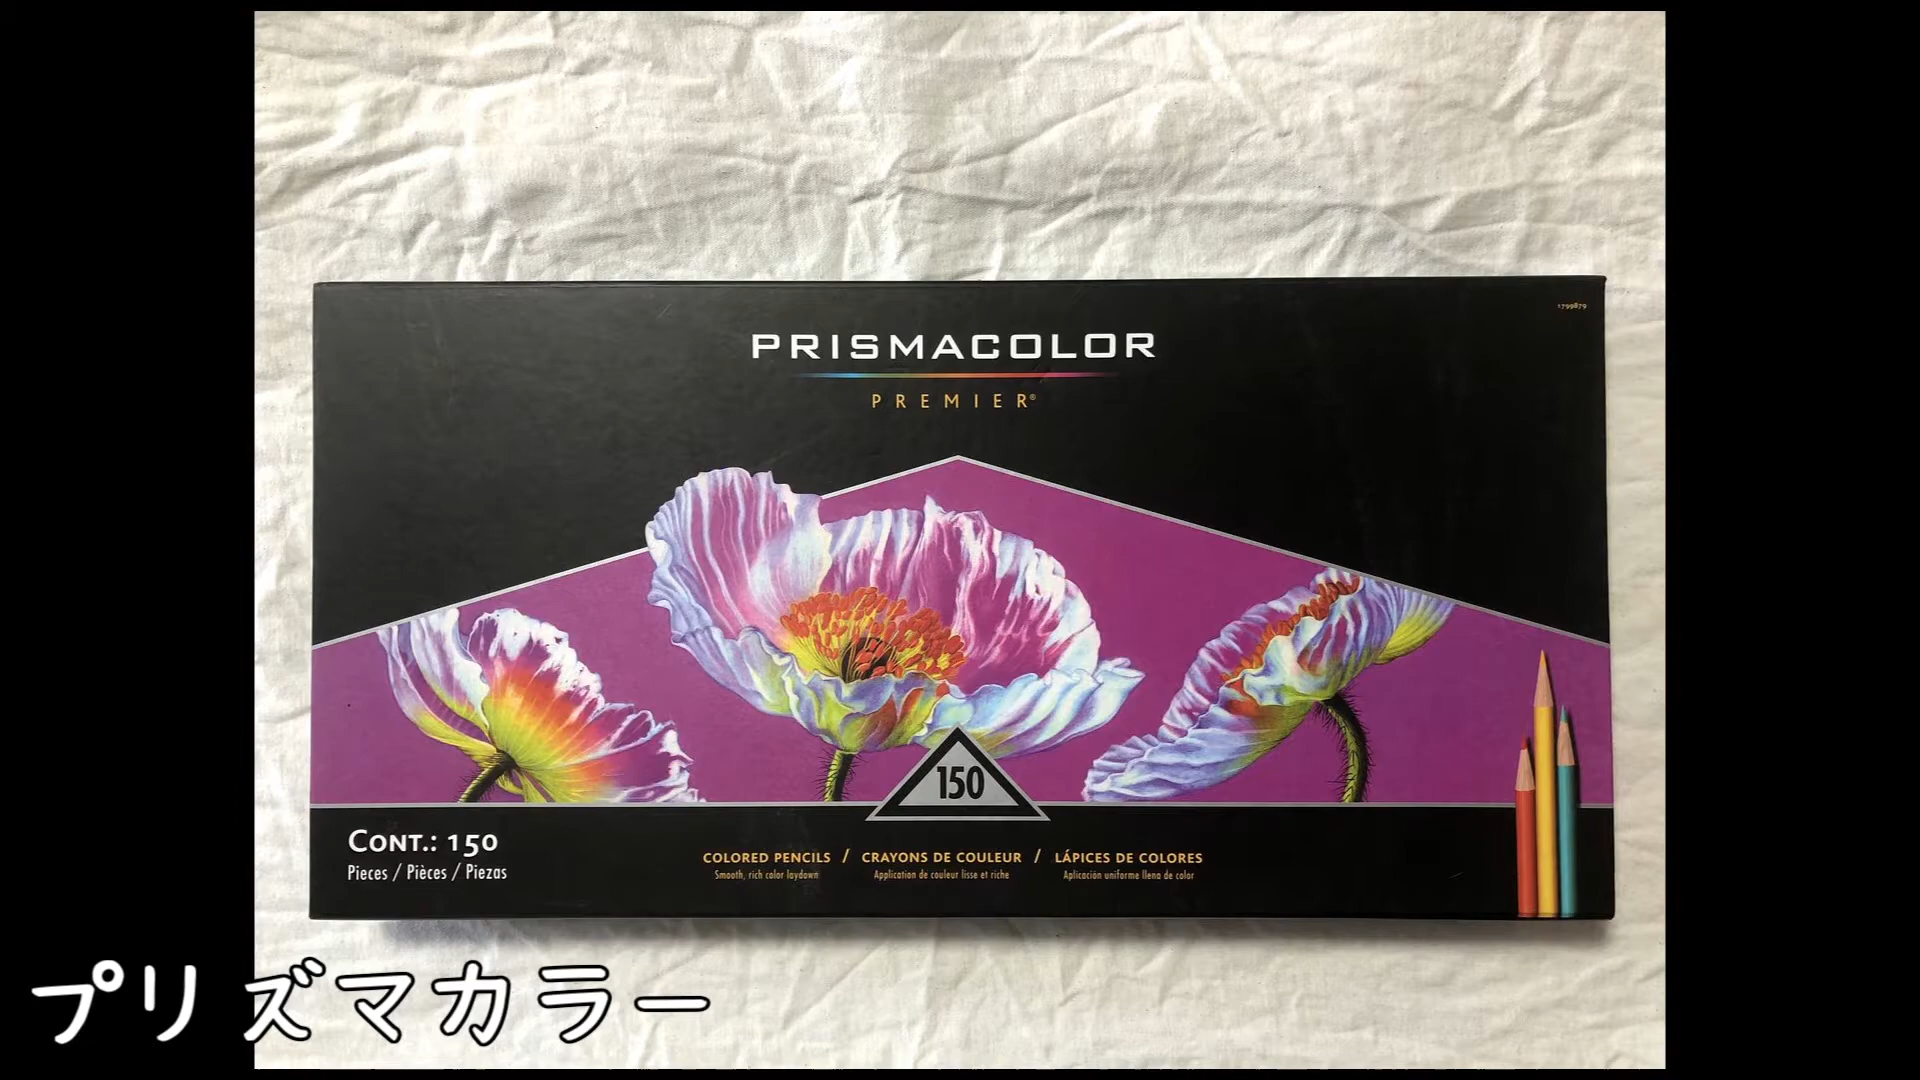 1799879
PRISMACOLOR
PREMIER®
150
CONT.: 150
Pieces / Pièces / Piezas
COLORED PENCILS / CRAYONS DE COULEUR / LÁPICES DE COLORES
Smooth, rich color laydown Application de couleur lisse et riche Aplicación uniforme llena de color
プリズマカラー